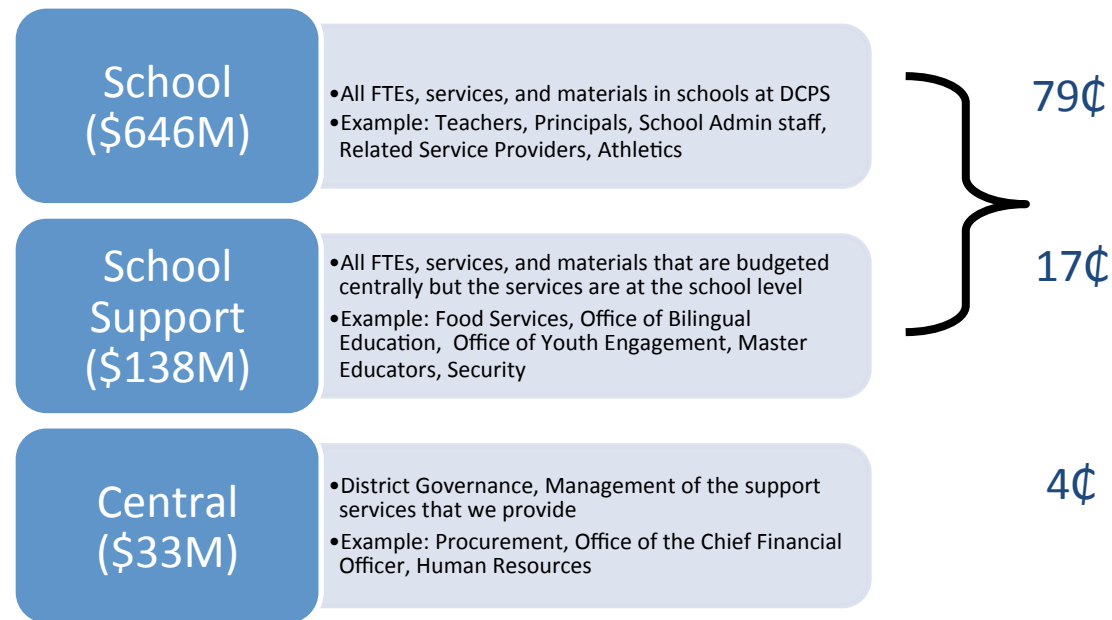 School
($646M)
•All FTEs, services, and materials in schools at DCPS
•Example: Teachers, Principals, School Admin staff,
Related Service Providers, Athletics
79₵
School
Support
($138M)
•All FTEs, services, and materials that are budgeted
centrally but the services are at the school level
•Example: Food Services, Office of Bilingual
Education,  Office of Youth Engagement, Master
Educators, Security
17₵
Central
($33M)
•District Governance, Management of the support
services that we provide
•Example: Procurement, Office of the Chief Financial
Officer, Human Resources
4₵